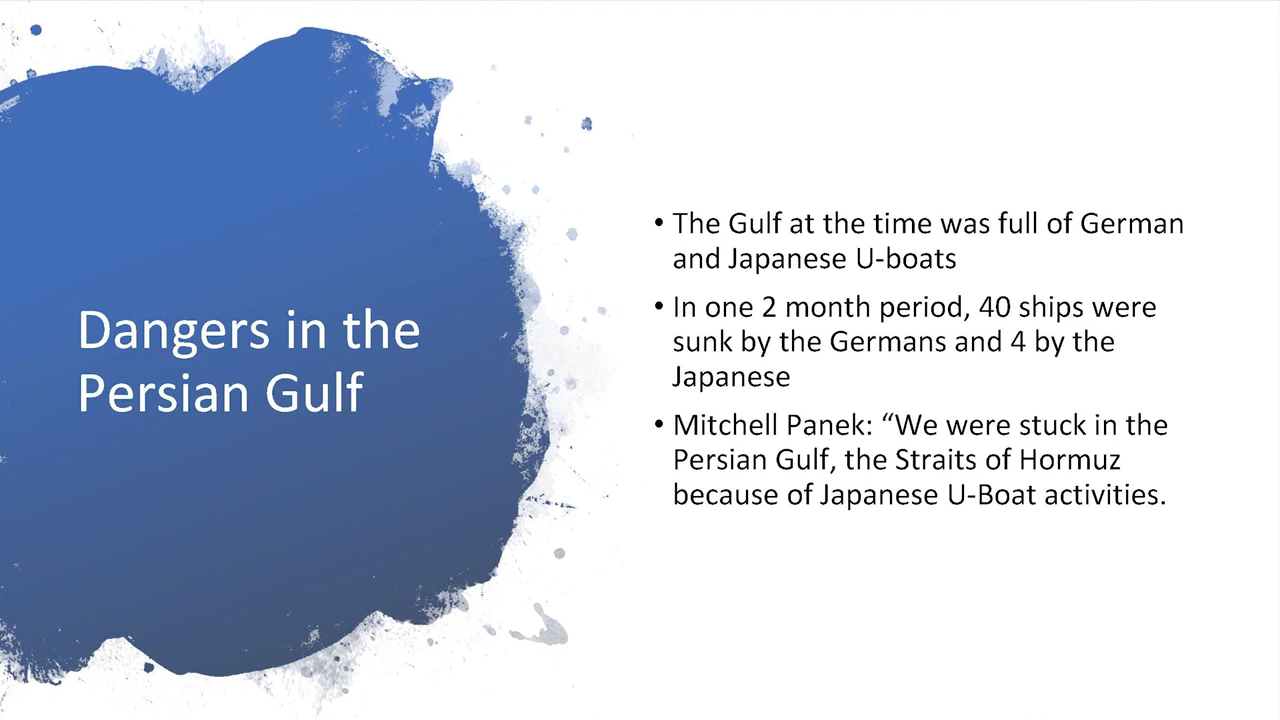 Dangers in the
Persian Gulf
• The Gulf at the time was full of German
and Japanese U-boats
• In one 2 month period, 40 ships were
sunk by the Germans and 4 by the
Japanese
• Mitchell Panek: “We were stuck in the
Persian Gulf, the Straits of Hormuz
because of Japanese U-Boat activities.